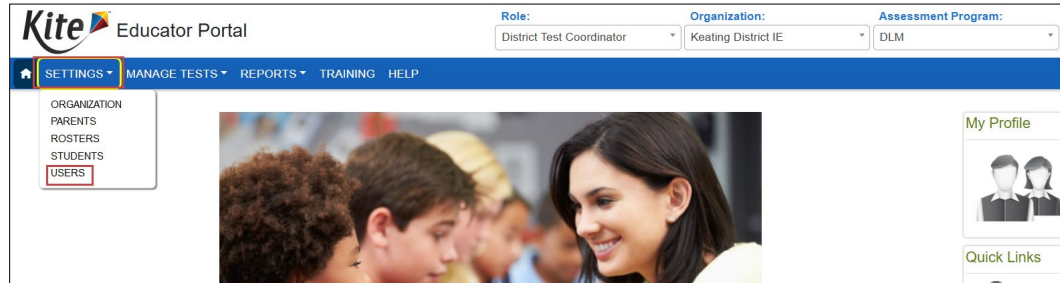 Kite Educator Portal
Role:
District Test Coordinator
Organization:
Keating District IE
Assessment Program:
DLM
SETTINGS MANAGE TESTS REPORTS TRAINING HELP
ORGANIZATION
PARENTS
ROSTERS
STUDENTS
USERS
My Profile
Quick Links